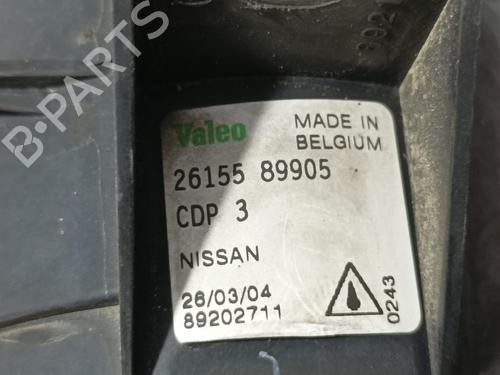 B-PARTS
Valeo
MADE IN
BELGIUM
26155 89905
CDP 3
NISSAN
26/03/04
89202711
0243